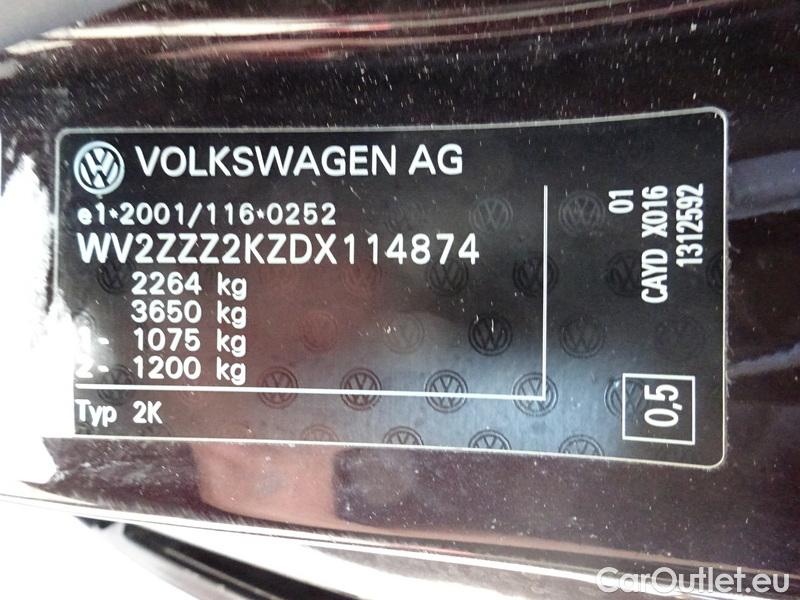 VOLKSWAGEN AG
e1*2001/116*0252
WV2ZZZ2KZDX114874
2264 kg
3650 kg
1- 1075 kg
2- 1200 kg
Typ 2K
01
CAYD X016
1312592
0,5
CarOutlet.eu